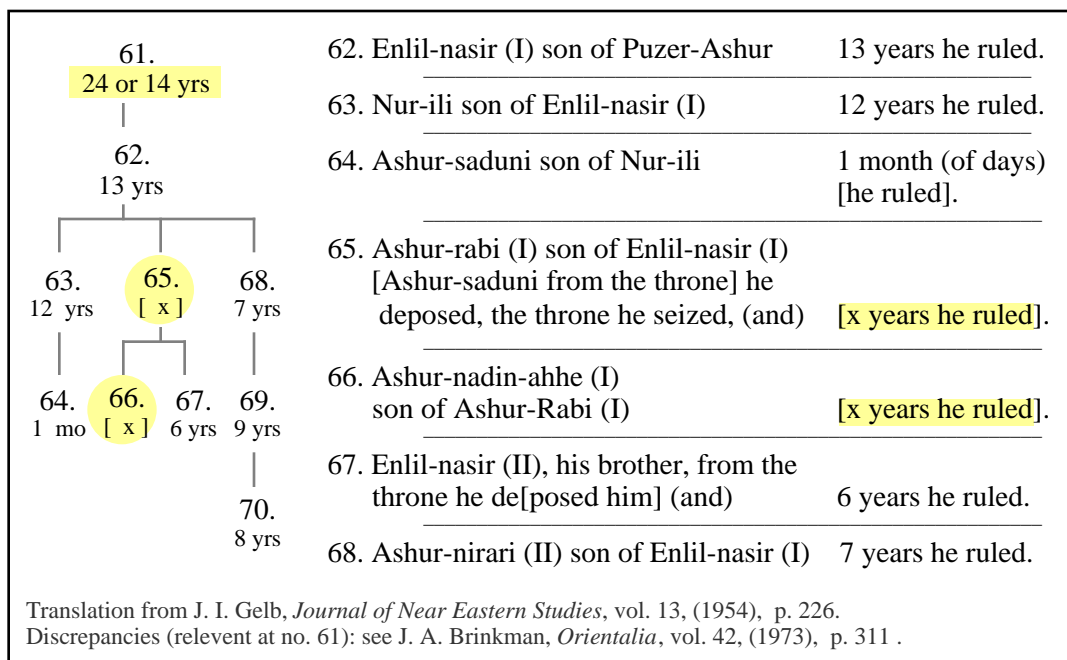 61.
24 or 14 yrs
62.
13 yrs
63.
12 yrs
65.
[ x ]
68.
7 yrs
64.
1 mo
66.
[ x ]
67.
6 yrs
69.
9 yrs
70.
8 yrs
62. Enlil-nasir (I) son of Puzer-Ashur 13 years he ruled.
63. Nur-ili son of Enlil-nasir (I) 12 years he ruled.
64. Ashur-saduni son of Nur-ili 1 month (of days)
[he ruled].
65. Ashur-rabi (I) son of Enlil-nasir (I)
[Ashur-saduni from the throne] he
deposed, the throne he seized, (and) [x years he ruled].
66. Ashur-nadin-ahhe (I)
son of Ashur-Rabi (I) [x years he ruled].
67. Enlil-nasir (II), his brother, from the
throne he de[posed him] (and) 6 years he ruled.
68. Ashur-nirari (II) son of Enlil-nasir (I) 7 years he ruled.
Translation from J. I. Gelb, Journal of Near Eastern Studies, vol. 13, (1954), p. 226.
Discrepancies (relevent at no. 61): see J. A. Brinkman, Orientalia, vol. 42, (1973), p. 311 .